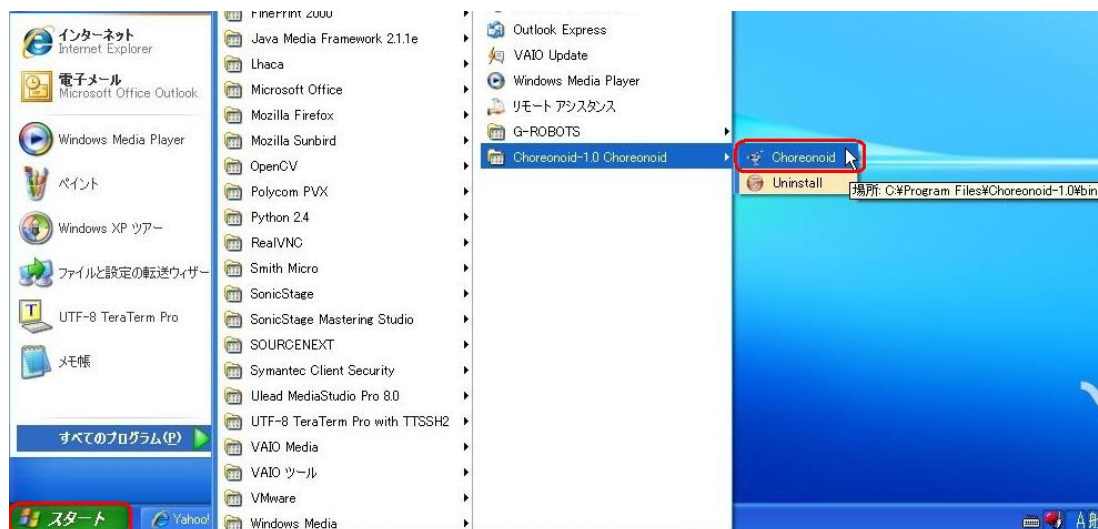 インターネット
Internet Explorer
電子メール
Microsoft Office Outlook
Windows Media Player
ペイント
Windows XP ツアー
ファイルと設定の転送ウィザー
UTF-8 TeraTerm Pro
メモ帳
すべてのプログラム(P)
スタート
Yahoo!
FinePrint 2000
Java Media Framework 2.1.1e
Lhaca
Microsoft Office
Mozilla Firefox
Mozilla Sunbird
OpenCV
Polycom PVX
Python 2.4
RealVNC
Smith Micro
SonicStage
SonicStage Mastering Studio
SOURCENEXT
Symantec Client Security
Ulead MediaStudio Pro 8.0
UTF-8 TeraTerm Pro with TTSSH2
VAIO Media
VAIO ツール
VMware
Windows Media
Outlook Express
VAIO Update
Windows Media Player
リモート アシスタンス
G-ROBOTS
Choreonoid-1.0 Choreonoid
Choreonoid
Uninstall
場所: C:¥Program Files¥Choreonoid-1.0¥bin
A 般